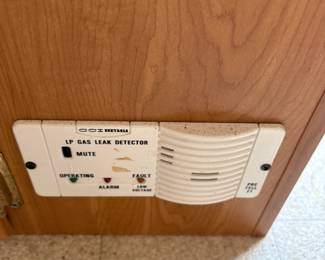 LP GAS LEAK DETECTOR
MUTE
OPERATING
FAULT
ALARM
LOW
VOLTAGE